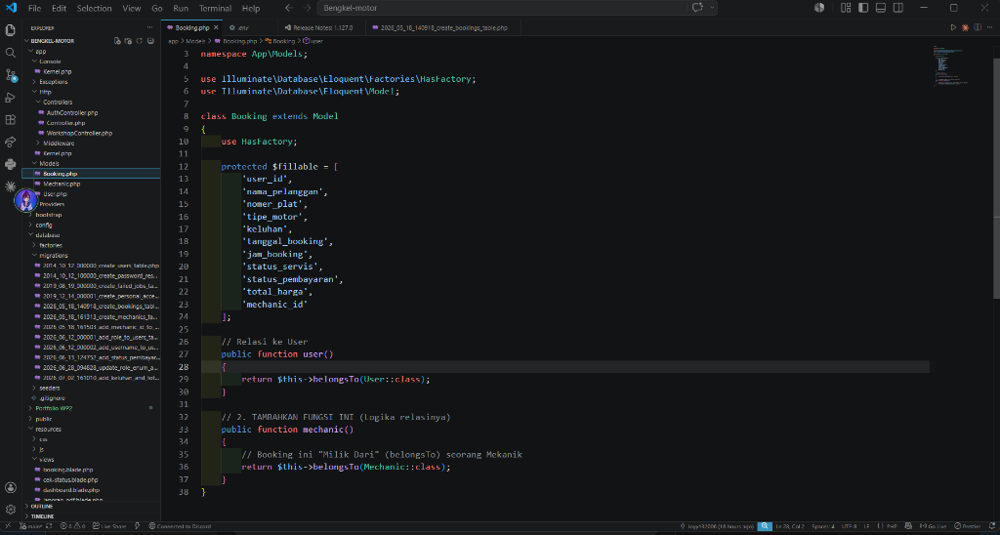 File Edit Selection View Go Run Terminal Help
Bengkel-motor
EXPLORER
BENGKEL-MOTOR
app
Console
Kernel.php
Exceptions
Http
Controllers
AuthController.php
Controller.php
WorkshopController.php
Middleware
Kernel.php
Models
Booking.php
Mechanic.php
User.php
Providers
bootstrap
config
database
factories
migrations
2014_10_12_000000_create_users_table.php
2014_10_12_100000_create_password_res...
2019_08_19_000000_create_failed_jobs_ta...
2019_12_14_000001_create_personal_acce...
2026_05_18_140918_create_bookings_tabl...
2026_05_18_161313_create_mechanics_ta...
2026_05_18_161503_add_mechanic_id_to_...
2026_06_12_000001_add_role_to_users_ta...
2026_06_12_000002_add_username_to_us...
2026_06_13_124752_add_status_pembayar...
2026_06_28_094828_update_role_enum_a...
2026_07_02_161010_add_keluhan_and_tot...
seeders
.gitignore
Portfolio-WP2
public
resources
css
js
views
booking.blade.php
cek-status.blade.php
dashboard.blade.php
laporan_pdf.blade.php
OUTLINE
TIMELINE
Booking.php
.env
Release Notes: 1.127.0
2026_05_18_140918_create_bookings_table.php
app > Models > Booking.php > Booking > user
3 namespace App\Models;
4
5 use Illuminate\Database\Eloquent\Factories\HasFactory;
6 use Illuminate\Database\Eloquent\Model;
7
8 class Booking extends Model
9 {
10 use HasFactory;
11
12 protected $fillable = [
13 'user_id',
14 'nama_pelanggan',
15 'nomer_plat',
16 'tipe_motor',
17 'keluhan',
18 'tanggal_booking',
19 'jam_booking',
20 'status_servis',
21 'status_pembayaran',
22 'total_harga',
23 'mechanic_id'
24 ];
25
26 // Relasi ke User
27 public function user()
28 {
29 return $this->belongsTo(User::class);
30 }
31
32 // 2. TAMBAHKAN FUNGSI INI (Logika relasinya)
33 public function mechanic()
34 {
35 // Booking ini "Milik Dari" (belongsTo) seorang Mekanik
36 return $this->belongsTo(Mechanic::class);
37 }
38 }
main* 0 0 Live Share Connected to Discord
(18 hours ago) Ln 28, Col 2 Spaces: 4 UTF-8 LF {} PHP Go Live Prettier